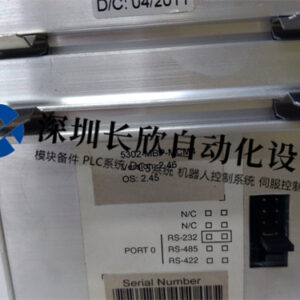 D/C: 04/2011
深圳长欣自动化设
模块备件 PLC系统 DCS系统 机器人控制系统 伺服控制
OS: 2.45
N/C
N/C
RS-232
PORT 0
RS-485
RS-422
Serial Number